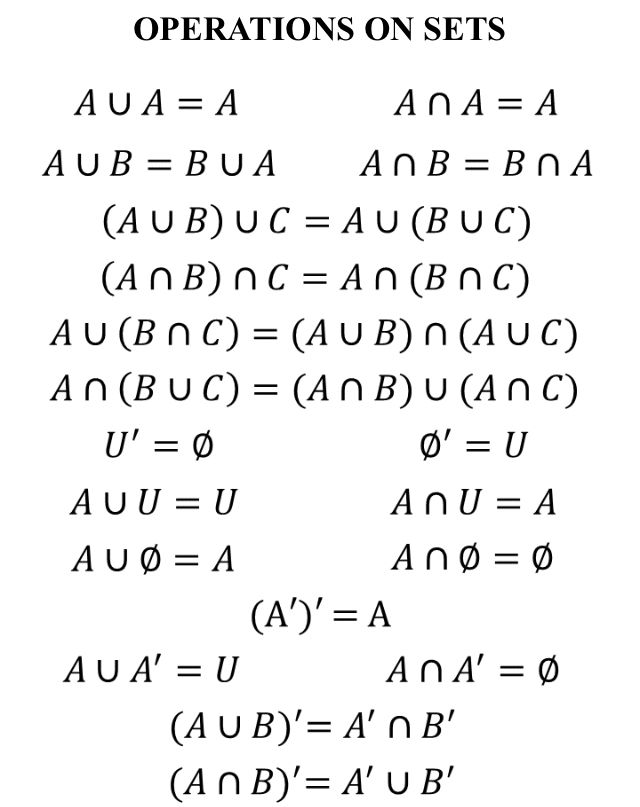 OPERATIONS ON SETS
A ∪ A = A A ∩ A = A
A ∪ B = B ∪ A A ∩ B = B ∩ A
(A ∪ B) ∪ C = A ∪ (B ∪ C)
(A ∩ B) ∩ C = A ∩ (B ∩ C)
A ∪ (B ∩ C) = (A ∪ B) ∩ (A ∪ C)
A ∩ (B ∪ C) = (A ∩ B) ∪ (A ∩ C)
U′ = ∅ ∅′ = U
A ∪ U = U A ∩ U = A
A ∪ ∅ = A A ∩ ∅ = ∅
(A′)′ = A
A ∪ A′ = U A ∩ A′ = ∅
(A ∪ B)′= A′ ∩ B′
(A ∩ B)′= A′ ∪ B′